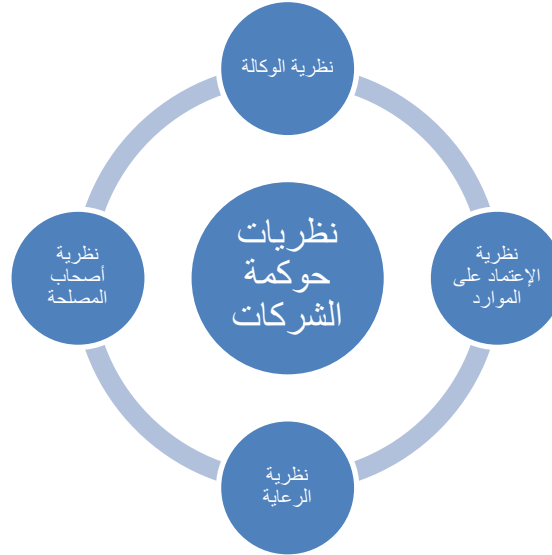 نظرية الوكالة
نظرية
الإعتماد على
الموارد
نظريات
حوكمة
الشركات
نظرية
أصحاب
المصلحة
نظرية
الرعاية